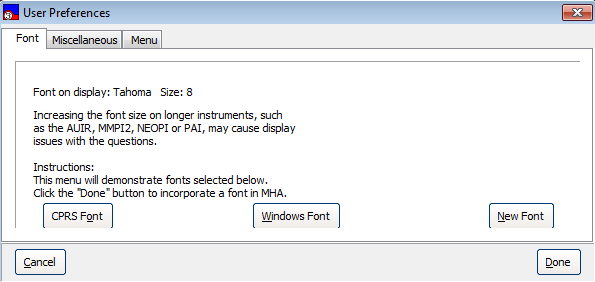 User Preferences
Font Miscellaneous Menu
Font on display: Tahoma Size: 8
Increasing the font size on longer instruments, such
as the AUIR, MMPI2, NEOPI or PAI, may cause display
issues with the questions.
Instructions:
This menu will demonstrate fonts selected below.
Click the "Done" button to incorporate a font in MHA.
CPRS Font Windows Font New Font
Cancel Done